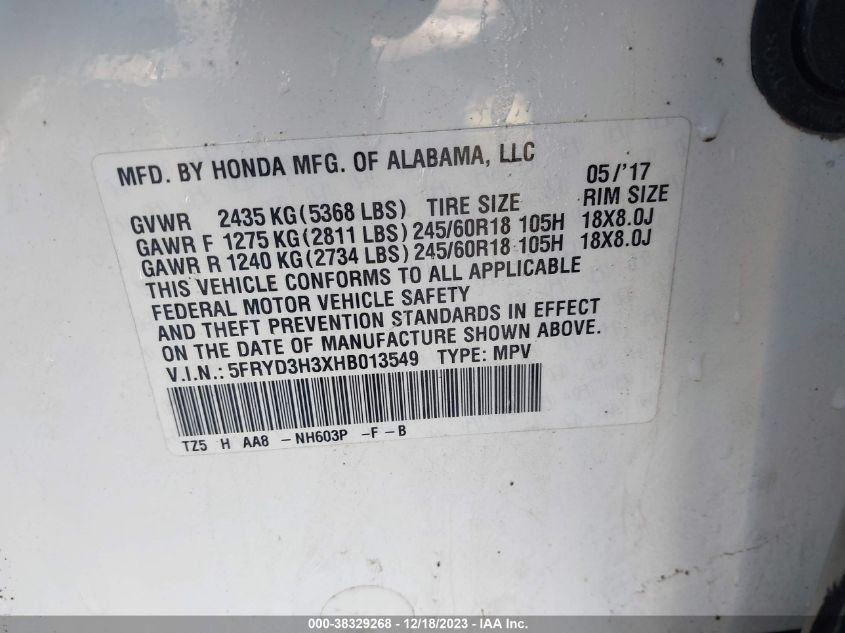 MFD. BY HONDA MFG. OF ALABAMA, LLC 05/'17
GVWR 2435 KG(5368 LBS) TIRE SIZE RIM SIZE
GAWR F 1275 KG(2811 LBS) 245/60R18 105H 18X8.0J
GAWR R 1240 KG(2734 LBS) 245/60R18 105H 18X8.0J
THIS VEHICLE CONFORMS TO ALL APPLICABLE
FEDERAL MOTOR VEHICLE SAFETY
AND THEFT PREVENTION STANDARDS IN EFFECT
ON THE DATE OF MANUFACTURE SHOWN ABOVE.
V.I.N.: 5FRYD3H3XHB013549 TYPE: MPV
TZ5 H AA8 -NH603P -F-B
000-38329268 - 12/18/2023 - IAA Inc.